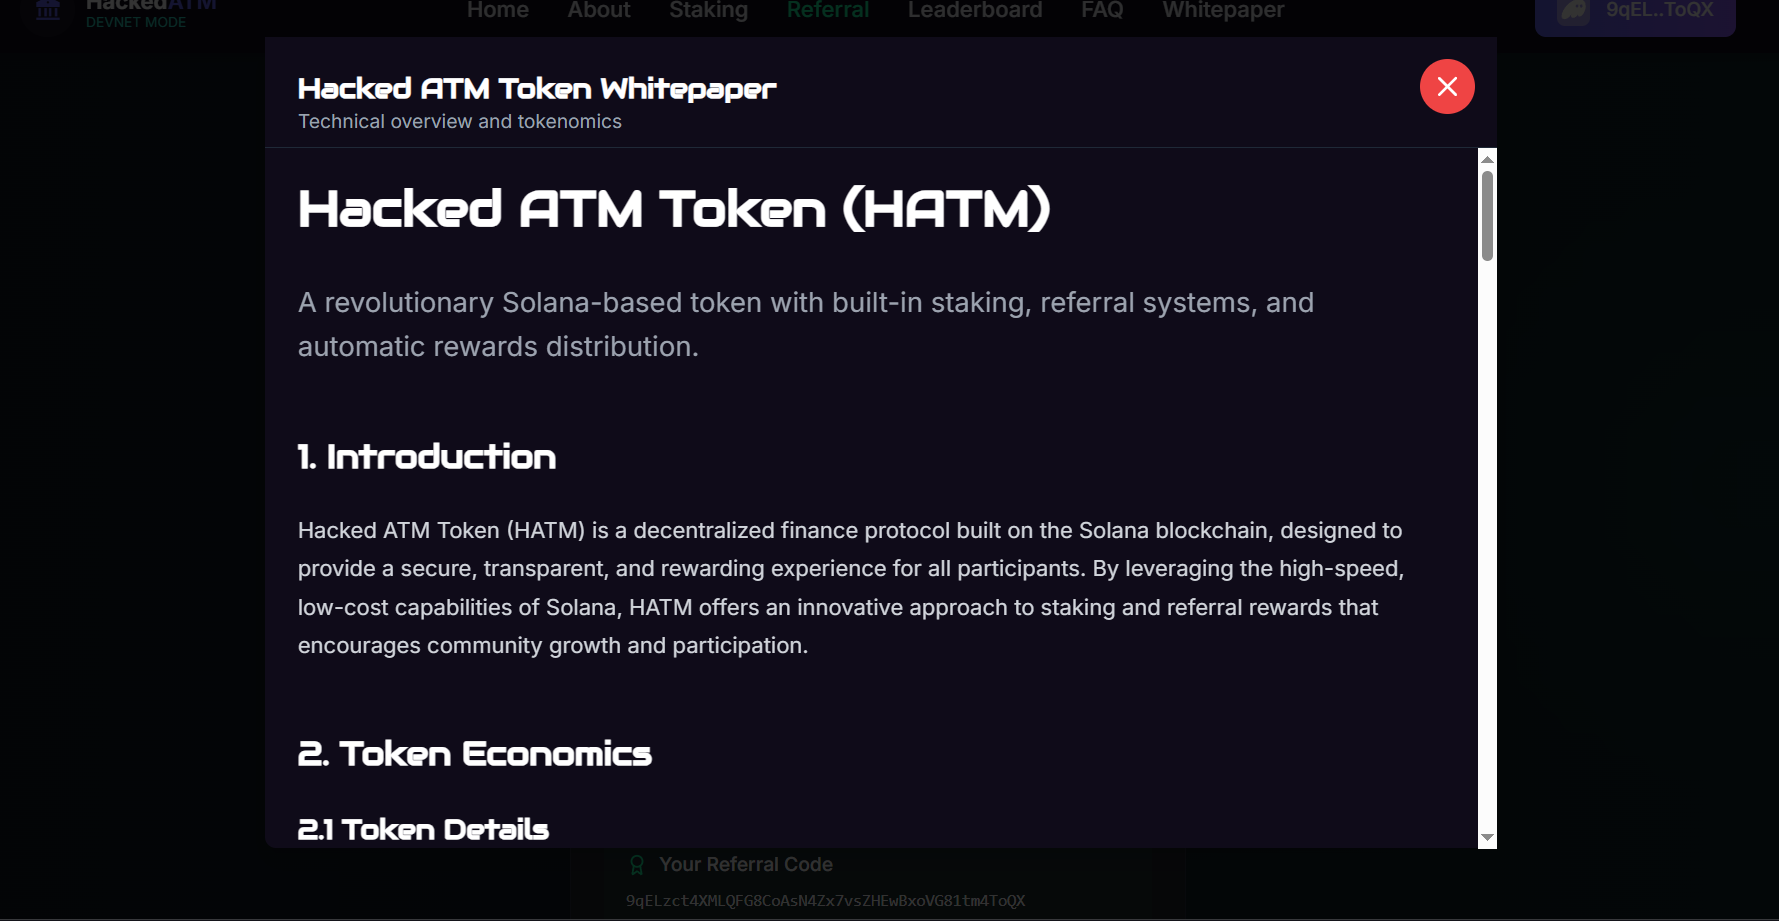 HackedATM
DEVNET MODE
Home About Staking Referral Leaderboard FAQ Whitepaper
9qEL..ToQX
Hacked ATM Token Whitepaper
Technical overview and tokenomics
Hacked ATM Token (HATM)
A revolutionary Solana-based token with built-in staking, referral systems, and
automatic rewards distribution.
1. Introduction
Hacked ATM Token (HATM) is a decentralized finance protocol built on the Solana blockchain, designed to
provide a secure, transparent, and rewarding experience for all participants. By leveraging the high-speed,
low-cost capabilities of Solana, HATM offers an innovative approach to staking and referral rewards that
encourages community growth and participation.
2. Token Economics
2.1 Token Details
Your Referral Code
9qELzct4XMLQFG8CoAsN4Zx7vsZHEwBxoVG81tm4ToQX